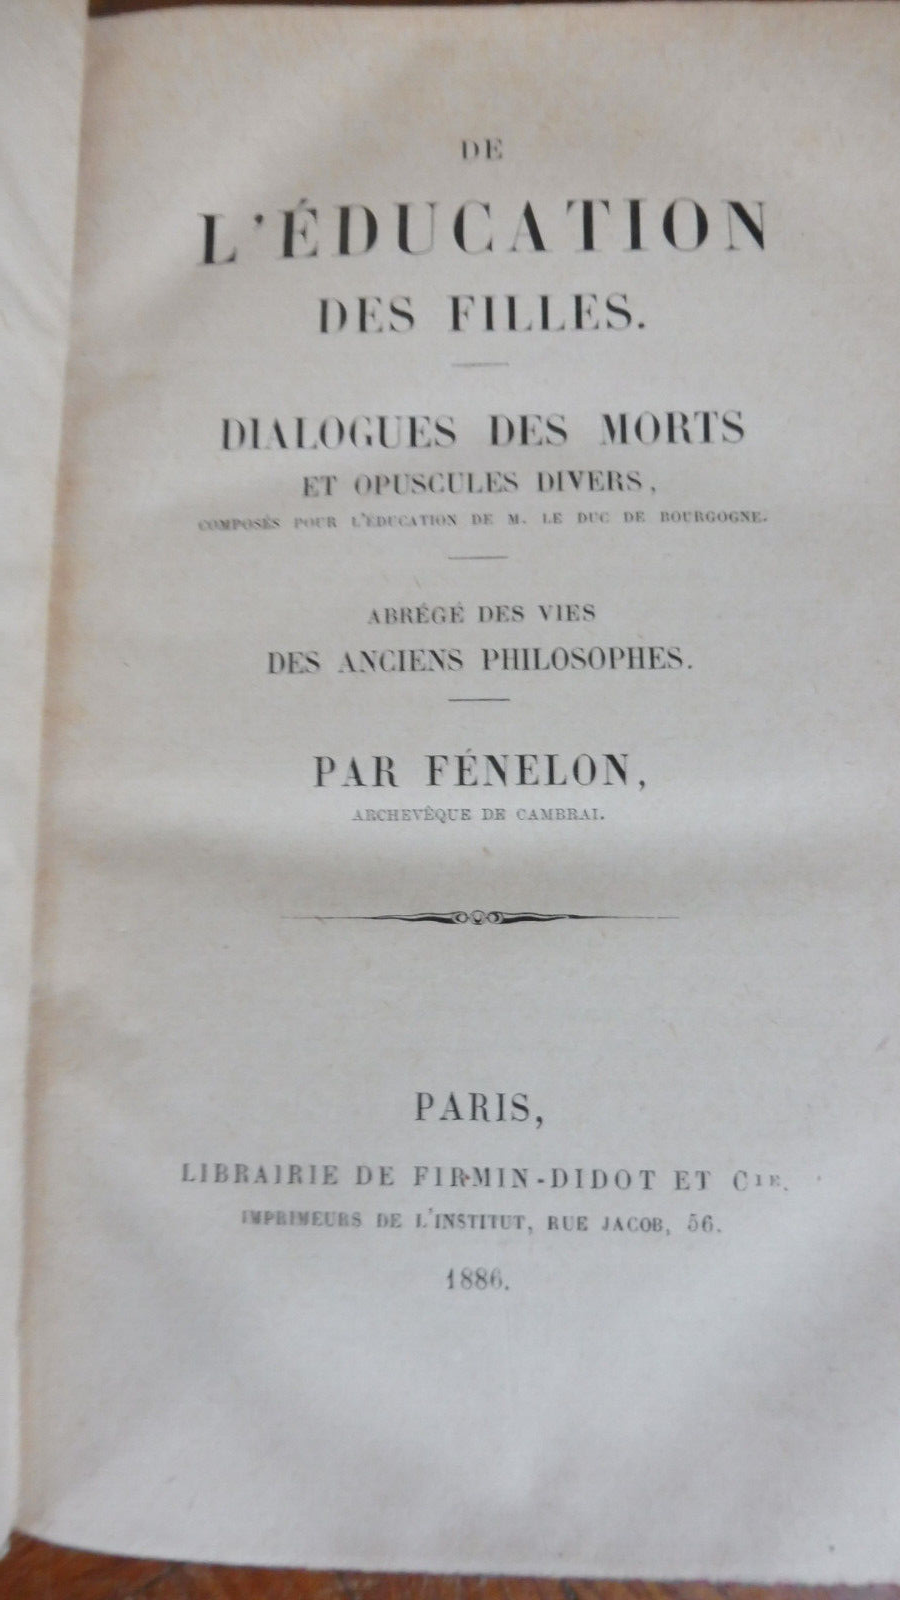 DE
L'ÉDUCATION
DES FILLES.
DIALOGUES DES MORTS
ET OPUSCULES DIVERS,
COMPOSÉS POUR L'ÉDUCATION DE M. LE DUC DE BOURGOGNE.
ABRÉGÉ DES VIES
DES ANCIENS PHILOSOPHES.
PAR FÉNELON,
ARCHEVÊQUE DE CAMBRAI.
PARIS,
LIBRAIRIE DE FIRMIN-DIDOT ET CIE.
IMPRIMEURS DE L'INSTITUT, RUE JACOB, 56.
1886.